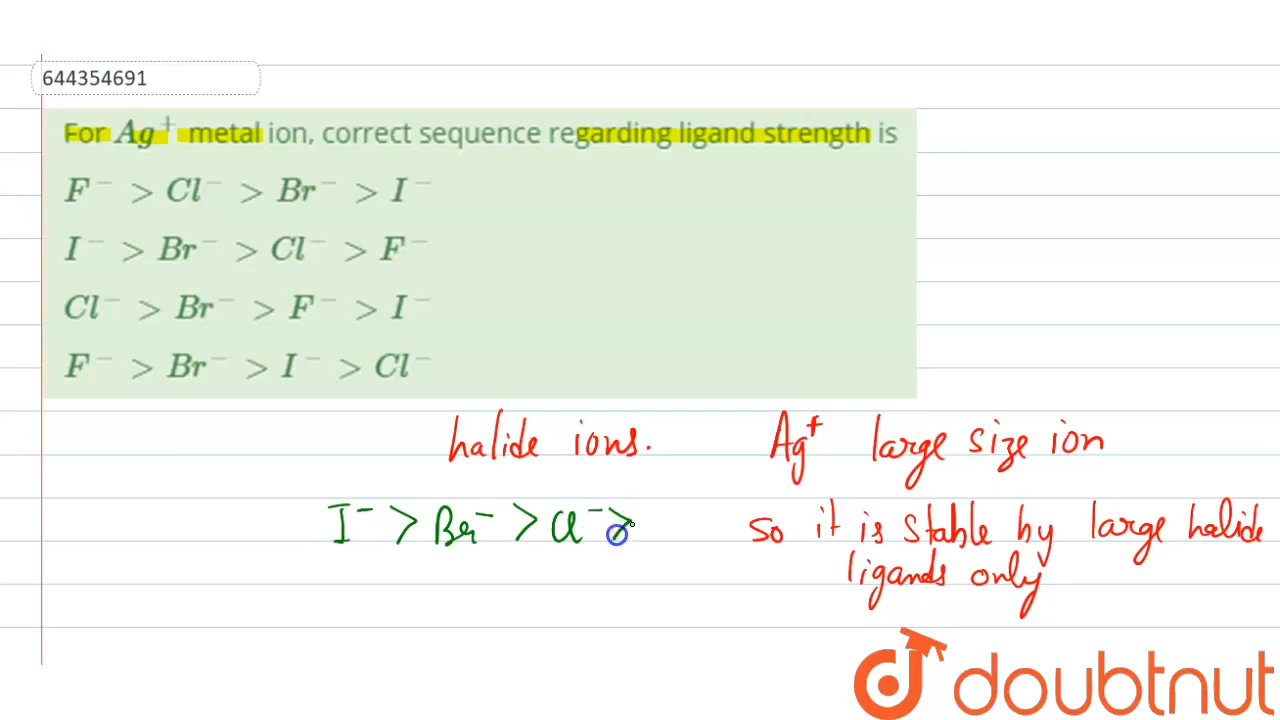 644354691
For Ag⁺ metal ion, correct sequence regarding ligand strength is
F⁻ > Cl⁻ > Br⁻ > I⁻
I⁻ > Br⁻ > Cl⁻ > F⁻
Cl⁻ > Br⁻ > F⁻ > I⁻
F⁻ > Br⁻ > I⁻ > Cl⁻
halide ions. Ag⁺ large size ion
I⁻ > Br⁻ > Cl⁻ > so it is stable by large halide
ligands only
doubtnut